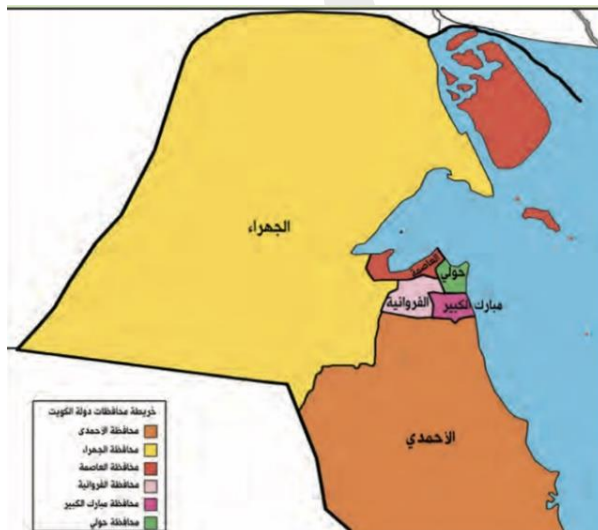 الجهراء
العاصمة
حولي
الفروانية
مبارك الكبير
الأحمدي
خريطة محافظات دولة الكويت
محافظة الأحمدى
محافظة الجهراء
محافظة العاصمة
محافظة الفروانية
محافظة مبارك الكبير
محافظة حولي